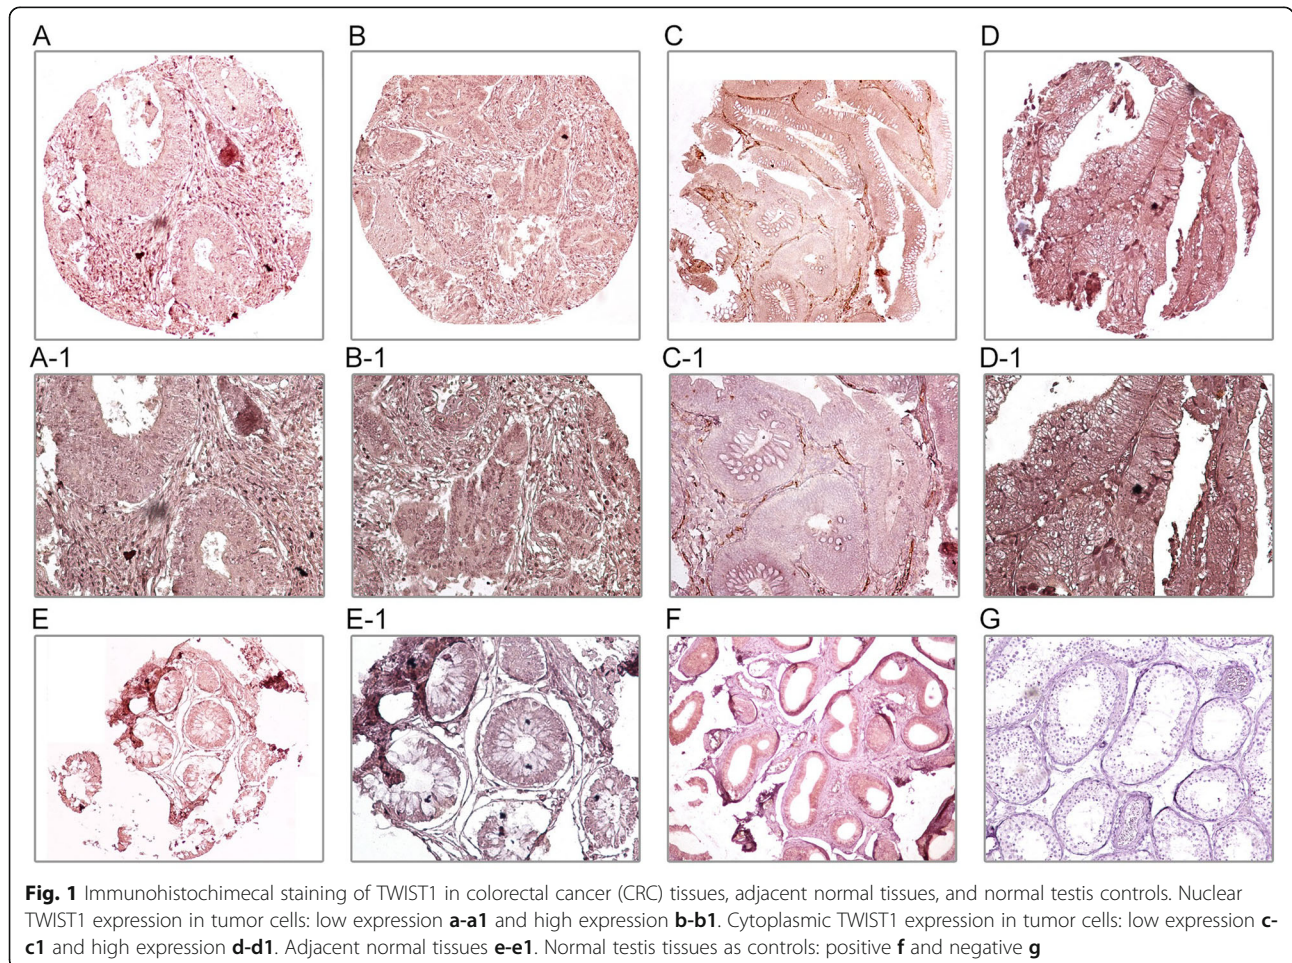 A
B
C
D
A-1
B-1
C-1
D-1
E
E-1
F
G
Fig. 1 Immunohistochimecal staining of TWIST1 in colorectal cancer (CRC) tissues, adjacent normal tissues, and normal testis controls. Nuclear
TWIST1 expression in tumor cells: low expression a-a1 and high expression b-b1. Cytoplasmic TWIST1 expression in tumor cells: low expression c-
c1 and high expression d-d1. Adjacent normal tissues e-e1. Normal testis tissues as controls: positive f and negative g